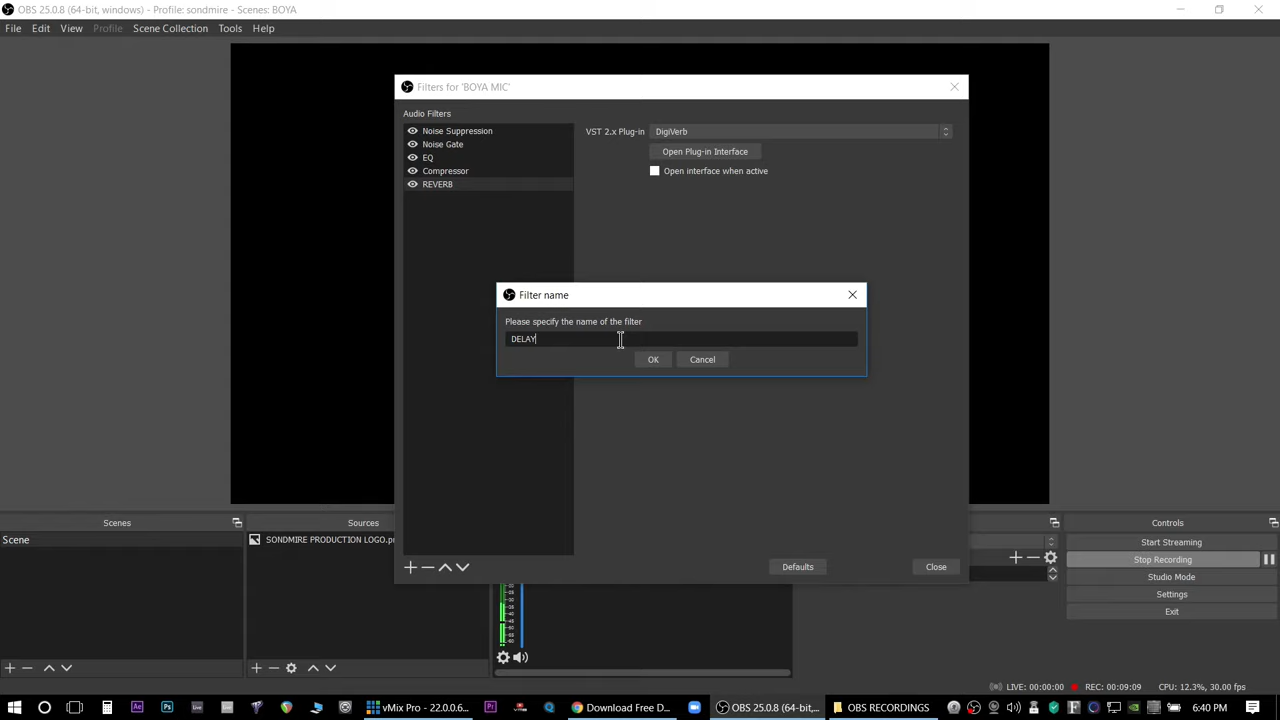 OBS 25.0.8 (64-bit, windows) - Profile: sondmire - Scenes: BOYA
File Edit View Profile Scene Collection Tools Help
Filters for 'BOYA MIC'
Audio Filters
Noise Suppression
Noise Gate
EQ
Compressor
REVERB
VST 2.x Plug-in DigiVerb
Open Plug-in Interface
Open interface when active
Filter name
Please specify the name of the filter
DELAY
OK Cancel
Defaults Close
Scenes
Scene
Sources
SONDMIRE PRODUCTION LOGO.p
Controls
Start Streaming
Stop Recording
Studio Mode
Settings
Exit
LIVE: 00:00:00 REC: 00:09:09 CPU: 12.3%, 30.00 fps
vMix Pro - 22.0.0.6... Download Free D... OBS 25.0.8 (64-bit,... OBS RECORDINGS 6:40 PM